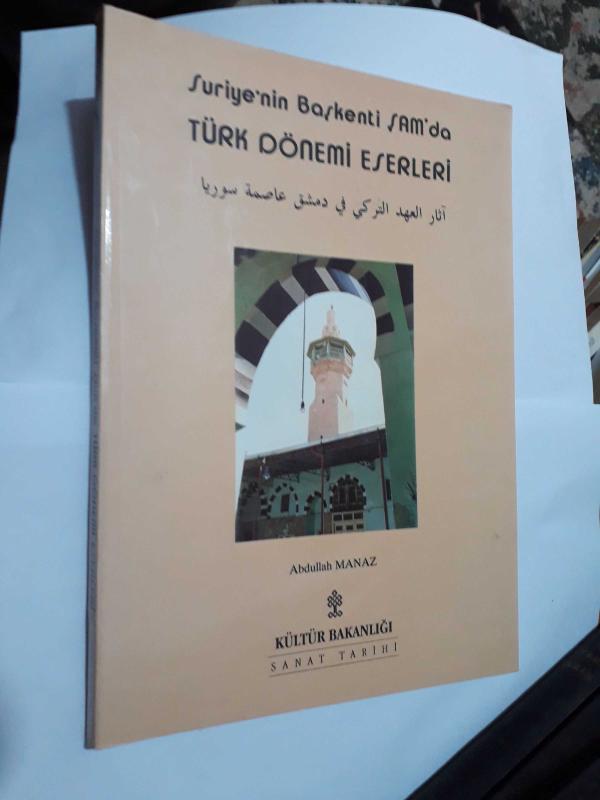 Suriye'nin Başkenti ŞAM'da
TÜRK DÖNEMİ ESERLERİ
آثار العهد التركي في دمشق عاصمة سوريا
Abdullah MANAZ
KÜLTÜR BAKANLIĞI
SANAT TARİHİ